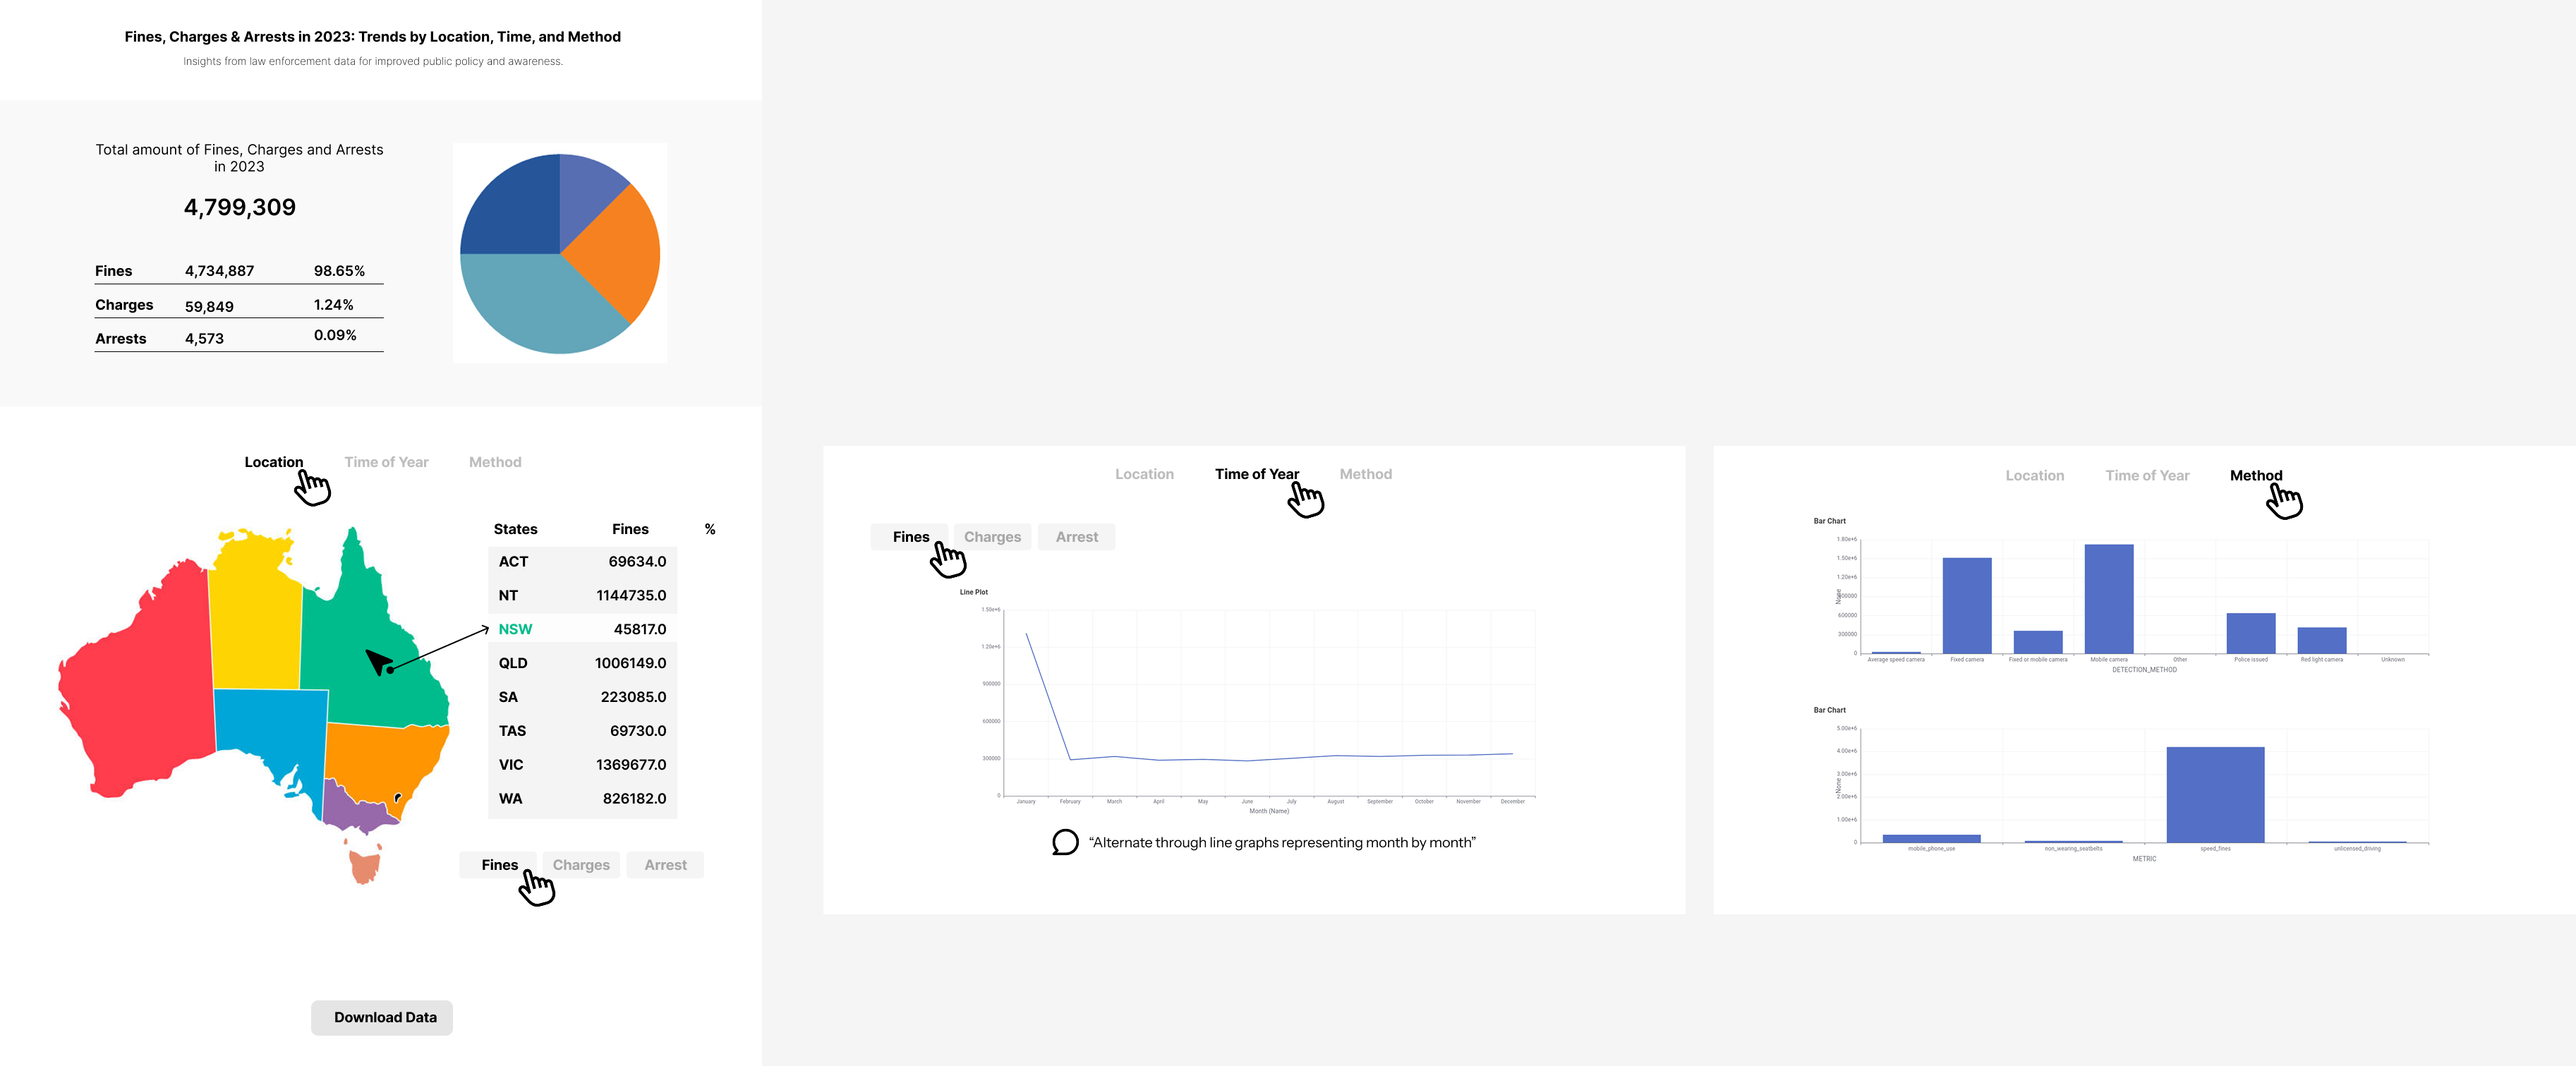 Fines, Charges & Arrests in 2023: Trends by Location, Time, and Method
Insights from law enforcement data for improved public policy and awareness.
Total amount of Fines, Charges and Arrests
in 2023
4,799,309
Fines 4,734,887 98.65%
Charges 59,849 1.24%
Arrests 4,573 0.09%
Location Time of Year Method
States Fines %
ACT 69634.0
NT 1144735.0
NSW 45817.0
QLD 1006149.0
SA 223085.0
TAS 69730.0
VIC 1369677.0
WA 826182.0
Fines Charges Arrest
Download Data
Location Time of Year Method
Fines Charges Arrest
Line Plot
1.50e+6
1.20e+6
900000
600000
300000
0
January February March April May June July August September October November December
Month (Name)
“Alternate through line graphs representing month by month”
Location Time of Year Method
Bar Chart
1.80e+6
1.50e+6
1.20e+6
900000
600000
300000
0
None
Average speed camera Fixed camera Fixed or mobile camera Mobile camera Other Police issued Red light camera Unknown
DETECTION_METHOD
Bar Chart
5.00e+6
4.00e+6
3.00e+6
2.00e+6
1.00e+6
0
None
mobile_phone_use non_wearing_seatbelts speed_fines unlicensed_driving
METRIC